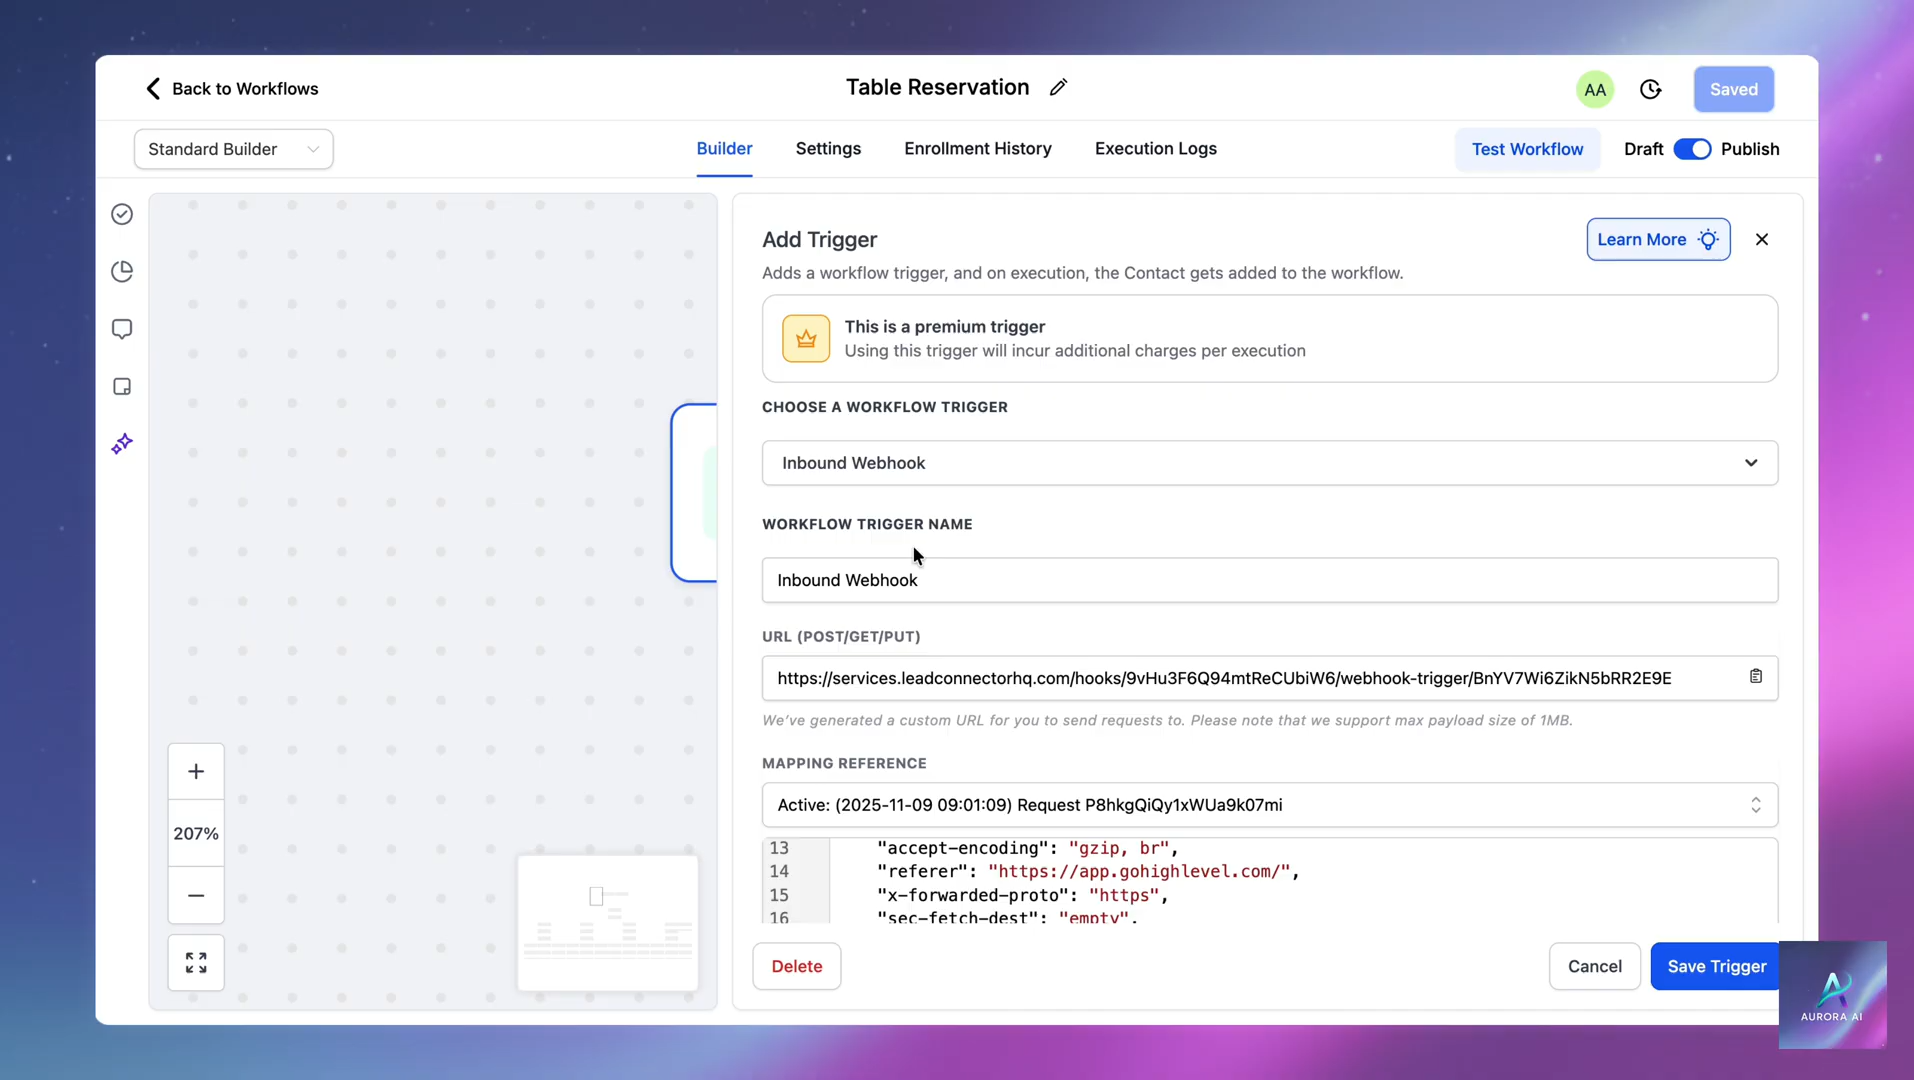 Back to Workflows
Table Reservation
AA
Saved
Standard Builder
Builder
Settings
Enrollment History
Execution Logs
Test Workflow
Draft
Publish
Add Trigger
Learn More
Adds a workflow trigger, and on execution, the Contact gets added to the workflow.
This is a premium trigger
Using this trigger will incur additional charges per execution
CHOOSE A WORKFLOW TRIGGER
Inbound Webhook
WORKFLOW TRIGGER NAME
Inbound Webhook
URL (POST/GET/PUT)
https://services.leadconnectorhq.com/hooks/9vHu3F6Q94mtReCUbiW6/webhook-trigger/BnYV7Wi6ZikN5bRR2E9E
We've generated a custom URL for you to send requests to. Please note that we support max payload size of 1MB.
MAPPING REFERENCE
Active: (2025-11-09 09:01:09) Request P8hkgQiQy1xWUa9k07mi
13 "accept-encoding": "gzip, br",
14 "referer": "https://app.gohighlevel.com/",
15 "x-forwarded-proto": "https",
16 "sec-fetch-dest": "empty",
207%
Delete
Cancel
Save Trigger
AURORA AI